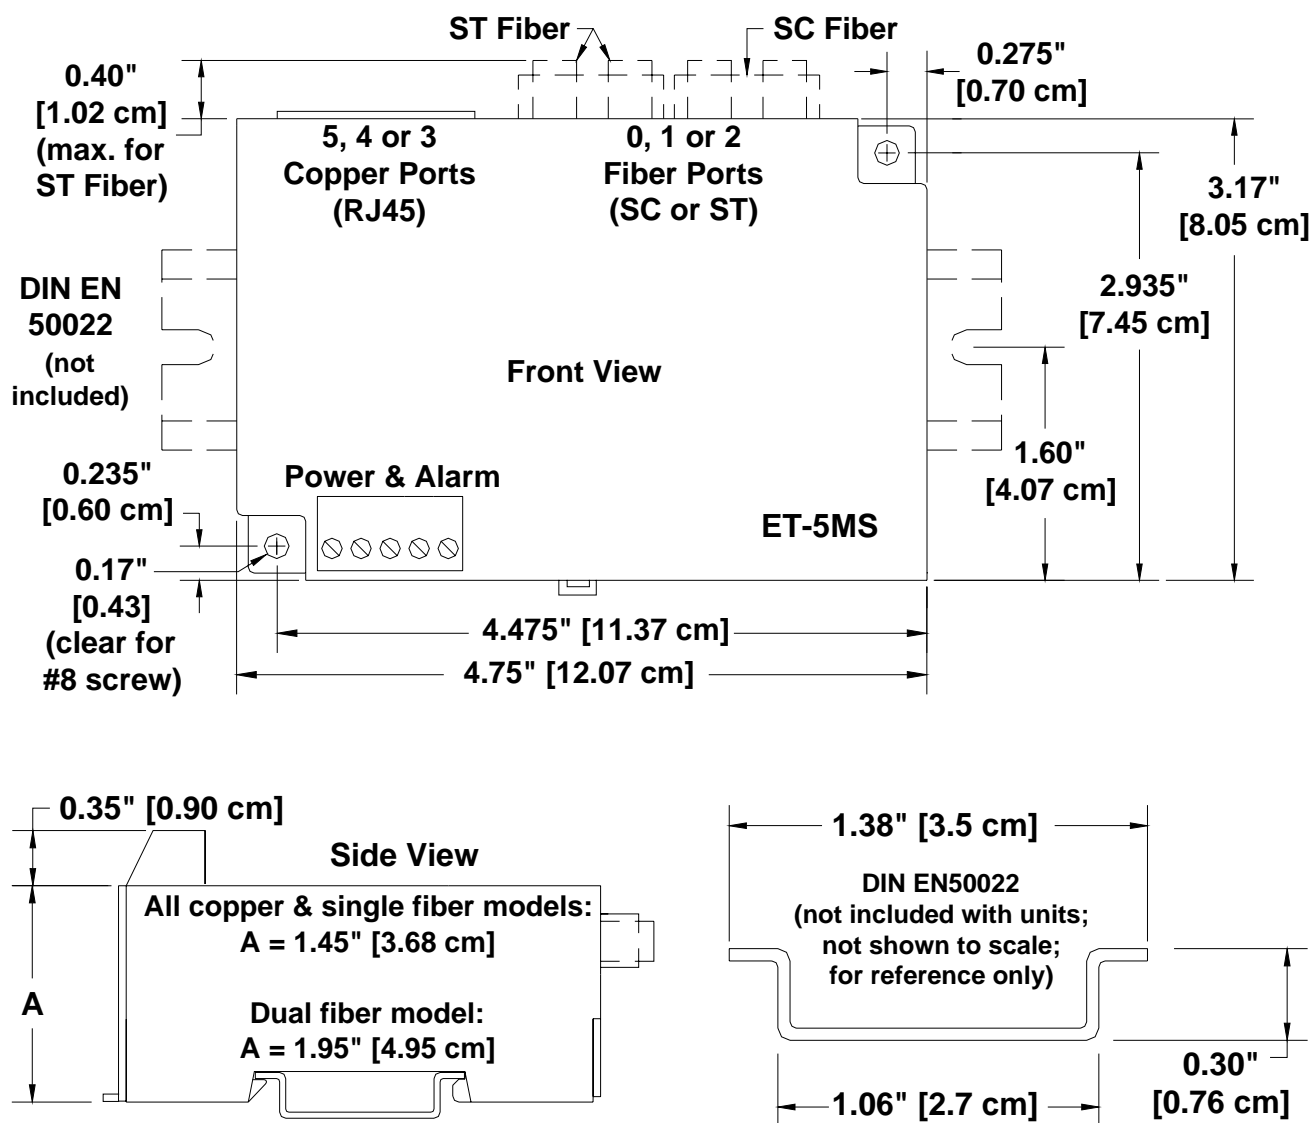 ST Fiber
SC Fiber
0.40"
[1.02 cm]
(max. for
ST Fiber)
0.275"
[0.70 cm]
5, 4 or 3
Copper Ports
(RJ45)
0, 1 or 2
Fiber Ports
(SC or ST)
3.17"
[8.05 cm]
DIN EN
50022
(not
included)
2.935"
[7.45 cm]
Front View
0.235"
[0.60 cm]
Power & Alarm
1.60"
[4.07 cm]
ET-5MS
0.17"
[0.43]
(clear for
#8 screw)
4.475" [11.37 cm]
4.75" [12.07 cm]
0.35" [0.90 cm]
Side View
All copper & single fiber models:
A = 1.45" [3.68 cm]
A
Dual fiber model:
A = 1.95" [4.95 cm]
1.38" [3.5 cm]
DIN EN50022
(not included with units;
not shown to scale;
for reference only)
0.30"
[0.76 cm]
1.06" [2.7 cm]